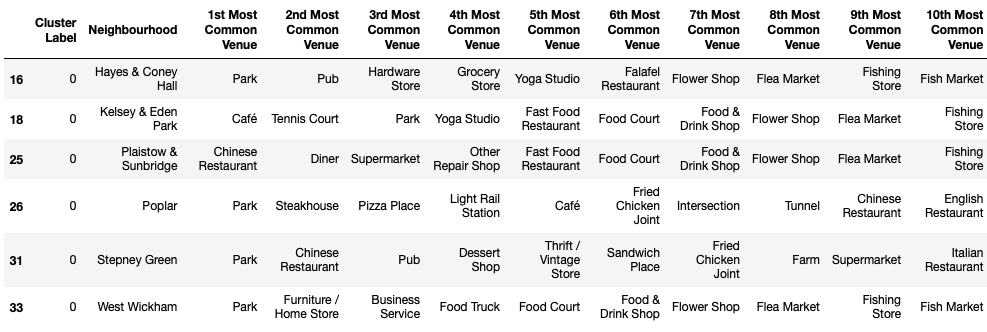 Cluster Label Neighbourhood 1st Most Common Venue 2nd Most Common Venue 3rd Most Common Venue 4th Most Common Venue 5th Most Common Venue 6th Most Common Venue 7th Most Common Venue 8th Most Common Venue 9th Most Common Venue 10th Most Common Venue
16 0 Hayes & Coney Hall Park Pub Hardware Store Grocery Store Yoga Studio Falafel Restaurant Flower Shop Flea Market Fishing Store Fish Market
18 0 Kelsey & Eden Park Café Tennis Court Park Yoga Studio Fast Food Restaurant Food Court Food & Drink Shop Flower Shop Flea Market Fishing Store
25 0 Plaistow & Sunbridge Chinese Restaurant Diner Supermarket Other Repair Shop Fast Food Restaurant Food Court Food & Drink Shop Flower Shop Flea Market Fishing Store
26 0 Poplar Park Steakhouse Pizza Place Light Rail Station Café Fried Chicken Joint Intersection Tunnel Chinese Restaurant English Restaurant
31 0 Stepney Green Park Chinese Restaurant Pub Dessert Shop Thrift / Vintage Store Sandwich Place Fried Chicken Joint Farm Supermarket Italian Restaurant
33 0 West Wickham Park Furniture / Home Store Business Service Food Truck Food Court Food & Drink Shop Flower Shop Flea Market Fishing Store Fish Market